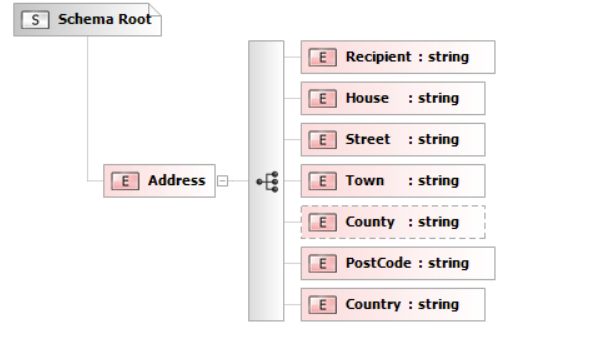 S Schema Root
E Recipient : string
E House : string
E Street : string
E Address
E Town : string
E County : string
E PostCode : string
E Country : string